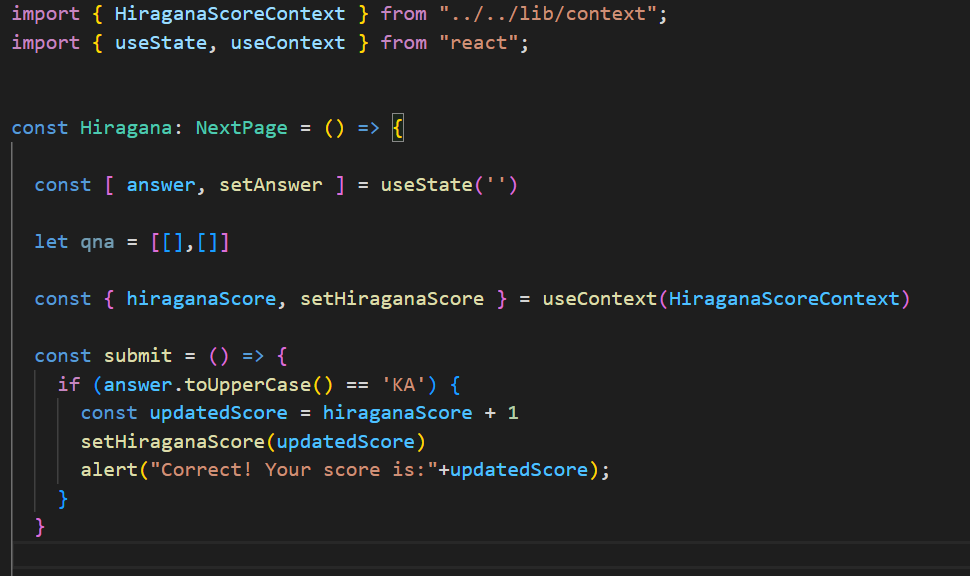 import { HiraganaScoreContext } from "../../lib/context";
import { useState, useContext } from "react";
const Hiragana: NextPage = () => {
const [ answer, setAnswer ] = useState('')
let qna = [[],[]]
const { hiraganaScore, setHiraganaScore } = useContext(HiraganaScoreContext)
const submit = () => {
if (answer.toUpperCase() == 'KA') {
const updatedScore = hiraganaScore + 1
setHiraganaScore(updatedScore)
alert("Correct! Your score is:"+updatedScore);
}
}